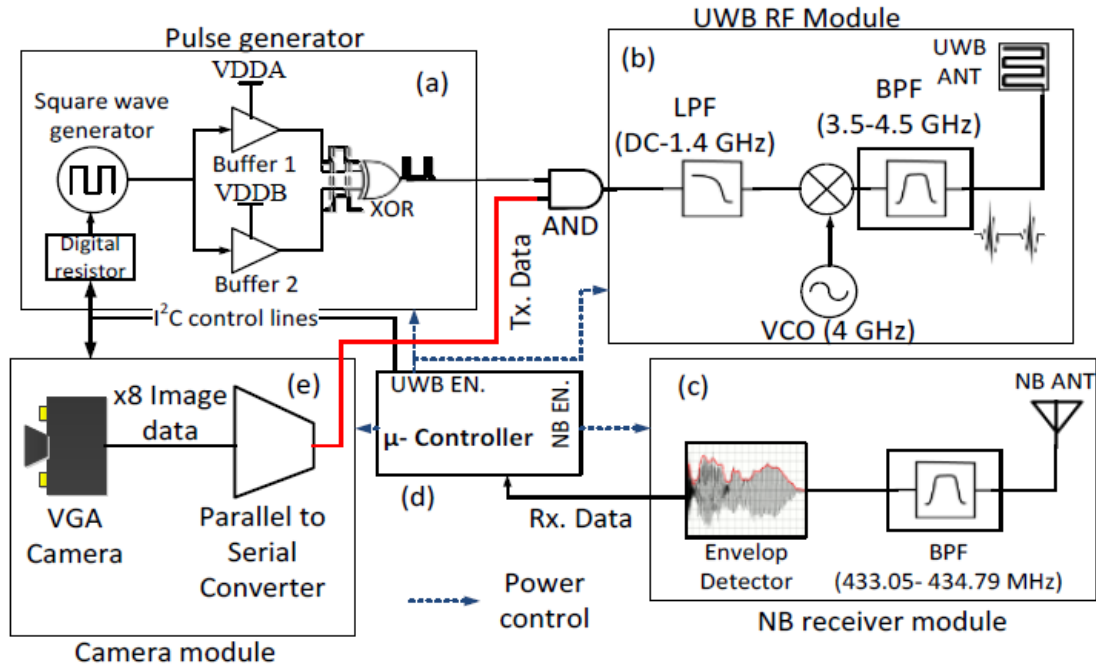 Pulse generator
UWB RF Module
VDDA
(a)
Square wave
generator
Buffer 1
VDDB
XOR
Digital
resistor
Buffer 2
I²C control lines
AND
Tx. Data
(b)
UWB
ANT
LPF
(DC-1.4 GHz)
BPF
(3.5-4.5 GHz)
VCO (4 GHz)
(e)
x8 Image
data
VGA
Camera
Parallel to
Serial
Converter
Camera module
UWB EN.
NB EN.
µ- Controller
(d)
Rx. Data
Power
control
(c)
NB ANT
Envelop
Detector
BPF
(433.05- 434.79 MHz)
NB receiver module